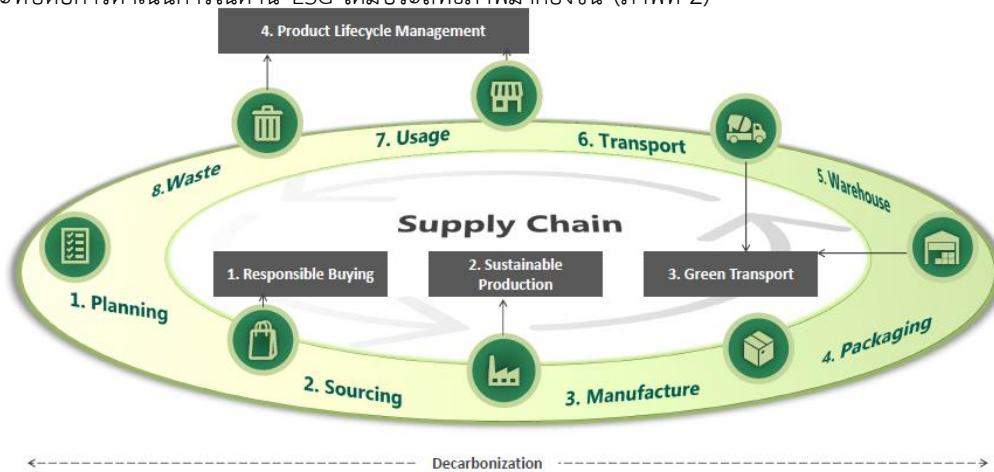 4. Product Lifecycle Management
7. Usage
6. Transport
8.Waste
5. Warehouse
Supply Chain
1. Responsible Buying
2. Sustainable
Production
3. Green Transport
1. Planning
4. Packaging
2. Sourcing
3. Manufacture
Decarbonization